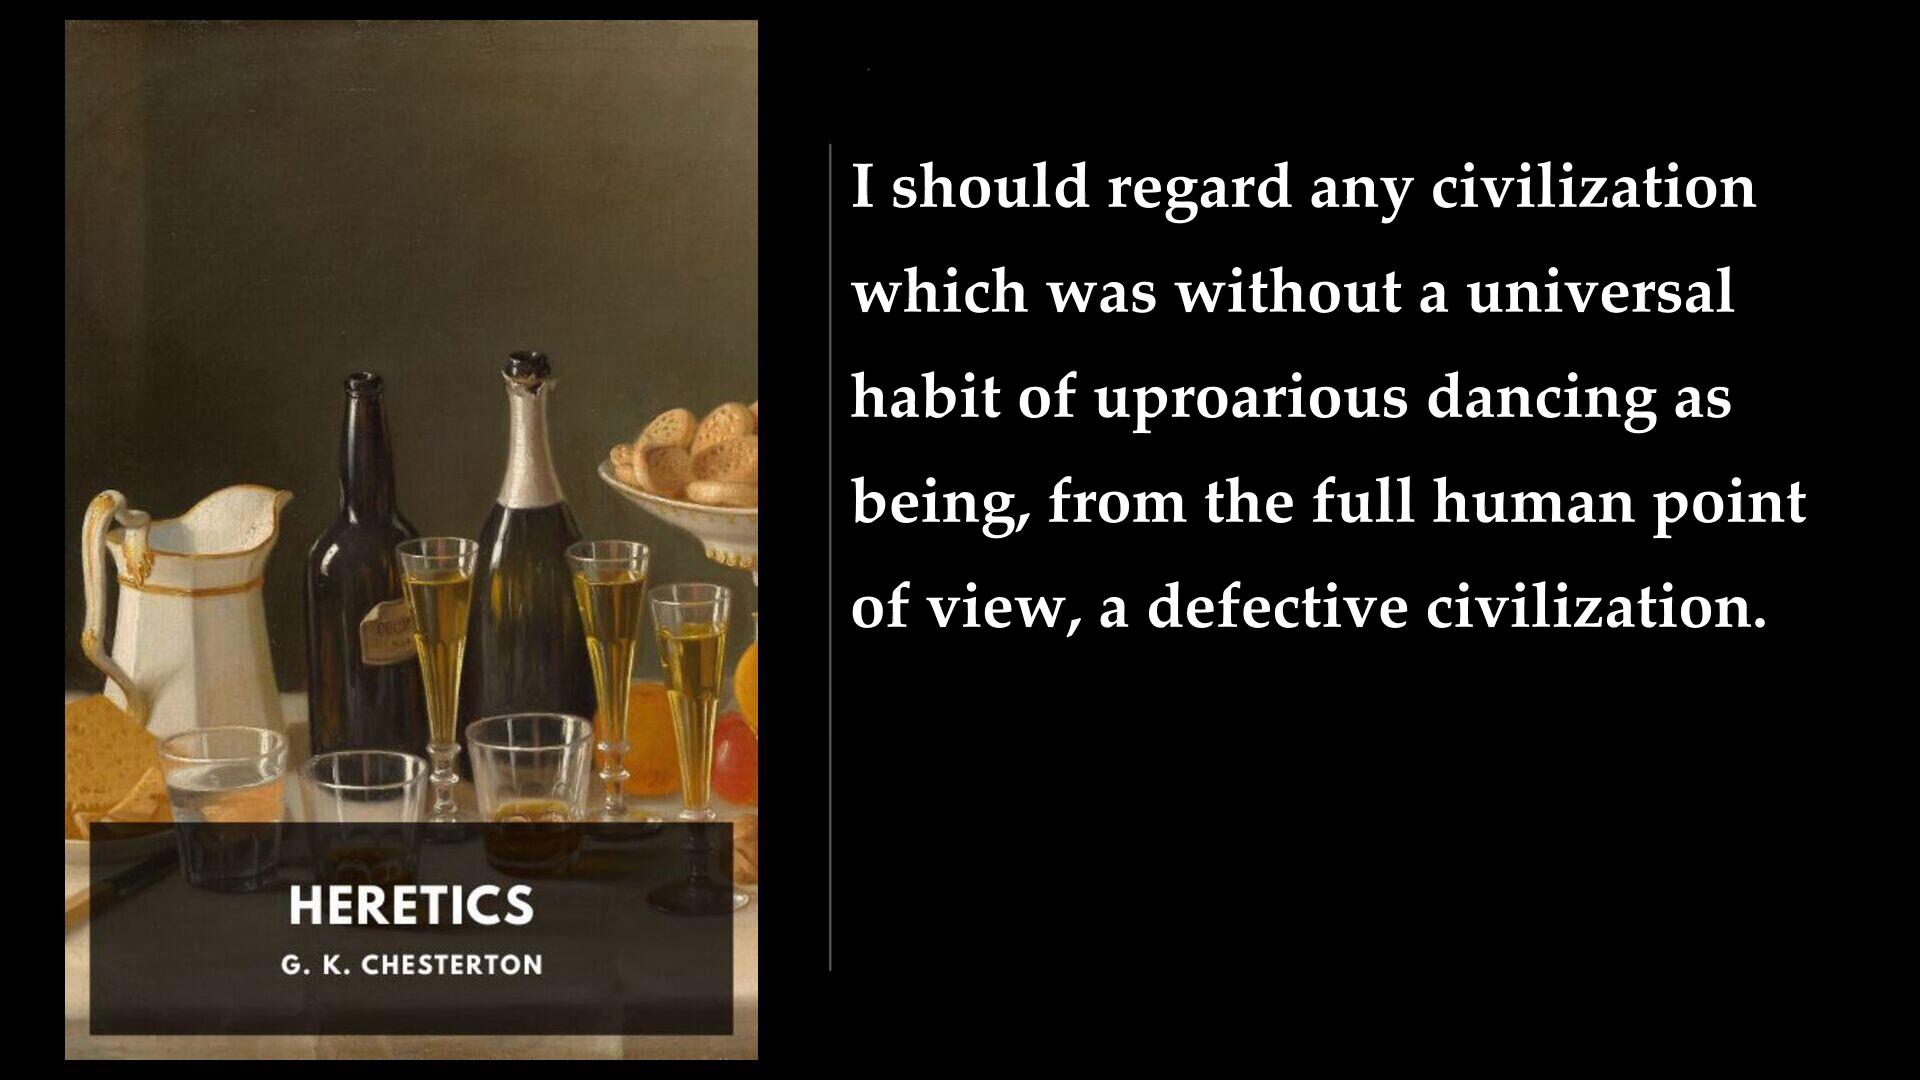 I should regard any civilization
which was without a universal
habit of uproarious dancing as
being, from the full human point
of view, a defective civilization.
HERETICS
G. K. CHESTERTON